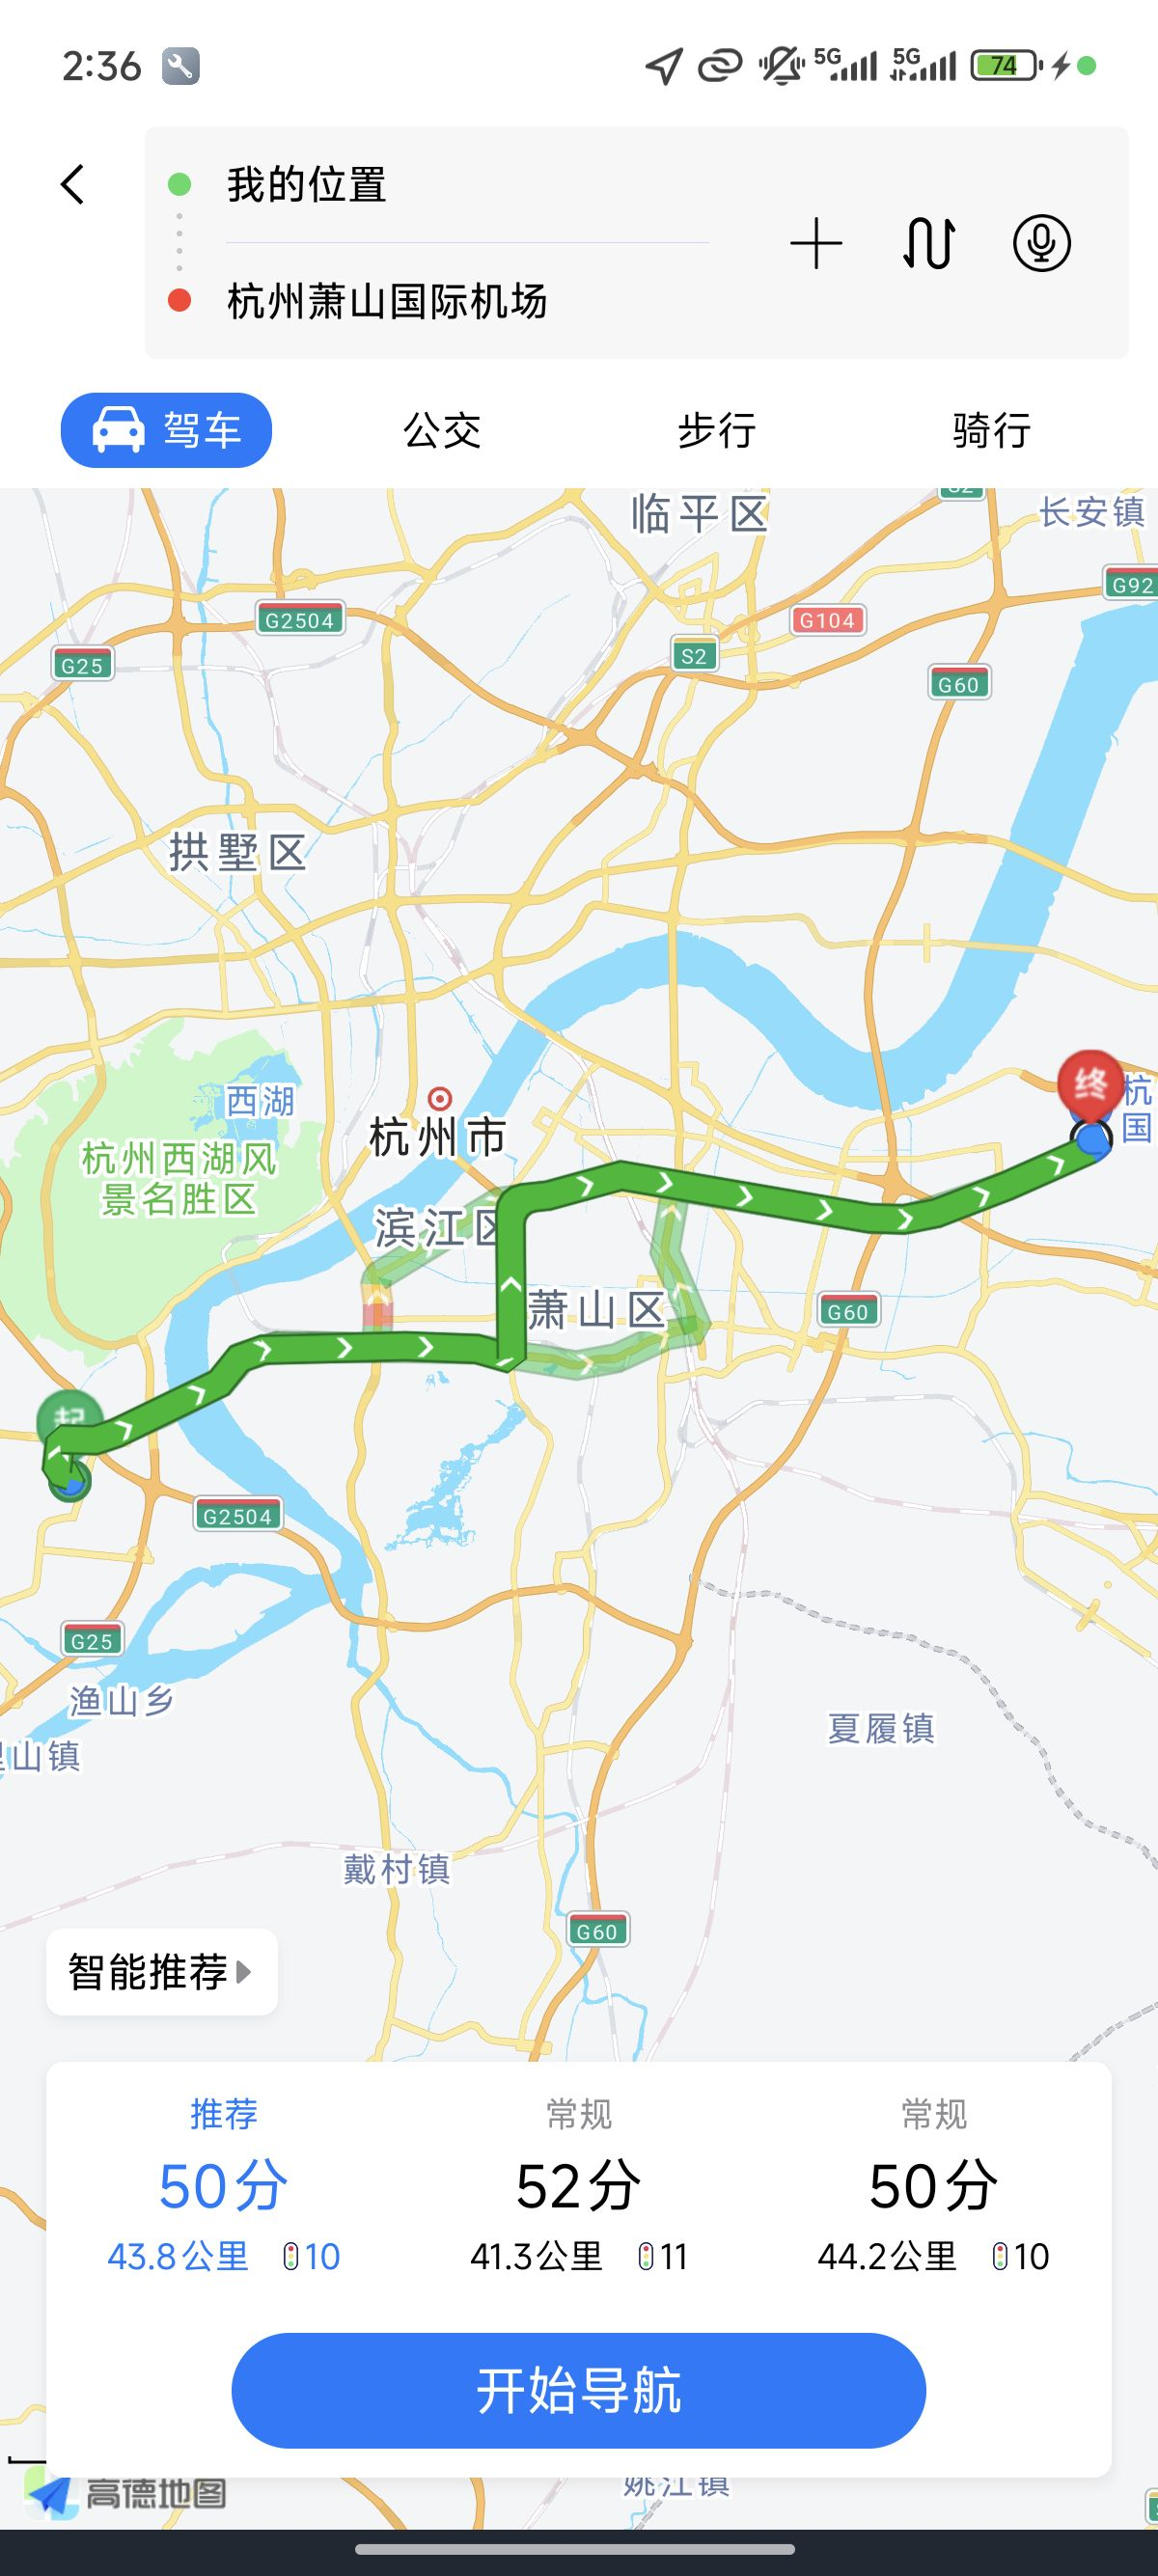 2:36
5G
5G
74
我的位置
杭州萧山国际机场
驾车
公交
步行
骑行
临平区
长安镇
G92
G2504
G104
S2
G25
G60
拱墅区
西湖
终
杭
国
杭州市
杭州西湖风
景名胜区
滨江区
萧山区
G60
起
G2504
G25
渔山乡
山镇
夏履镇
戴村镇
G60
智能推荐
推荐
常规
常规
50分
52分
50分
43.8公里 10
41.3公里 11
44.2公里 10
开始导航
高德地图
姚江镇